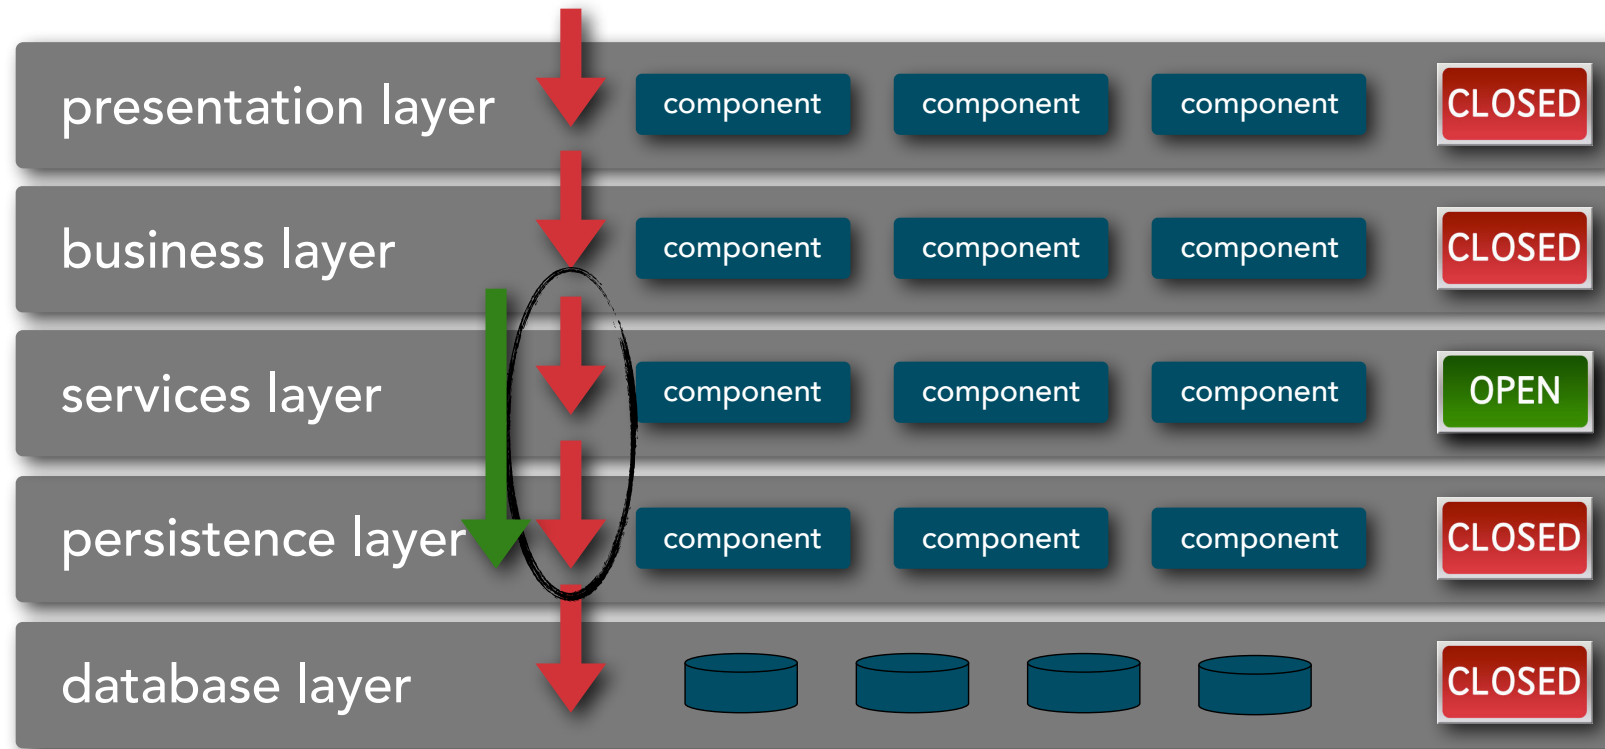 presentation layer component component component CLOSED
business layer component component component CLOSED
services layer component component component OPEN
persistence layer component component component CLOSED
database layer CLOSED